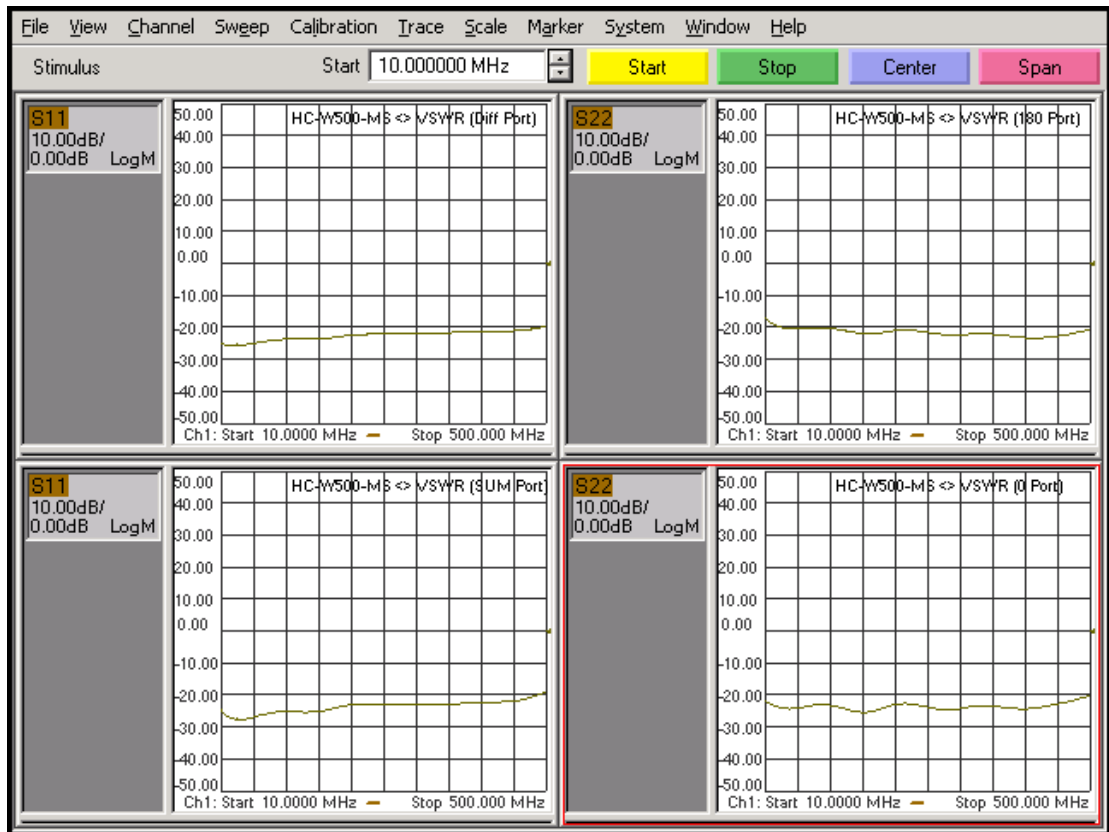 File View Channel Sweep Calibration Trace Scale Marker System Window Help
Stimulus Start 10.000000 MHz Start Stop Center Span
S11
10.00dB/
0.00dB LogM
HC-W500-MS <> VSWR (Diff Port)
50.00
40.00
30.00
20.00
10.00
0.00
-10.00
-20.00
-30.00
-40.00
-50.00
Ch1: Start 10.0000 MHz Stop 500.000 MHz
S22
10.00dB/
0.00dB LogM
HC-W500-MS <> VSWR (180 Port)
50.00
40.00
30.00
20.00
10.00
0.00
-10.00
-20.00
-30.00
-40.00
-50.00
Ch1: Start 10.0000 MHz Stop 500.000 MHz
S11
10.00dB/
0.00dB LogM
HC-W500-MS <> VSWR (SUM Port)
50.00
40.00
30.00
20.00
10.00
0.00
-10.00
-20.00
-30.00
-40.00
-50.00
Ch1: Start 10.0000 MHz Stop 500.000 MHz
S22
10.00dB/
0.00dB LogM
HC-W500-MS <> VSWR (0 Port)
50.00
40.00
30.00
20.00
10.00
0.00
-10.00
-20.00
-30.00
-40.00
-50.00
Ch1: Start 10.0000 MHz Stop 500.000 MHz